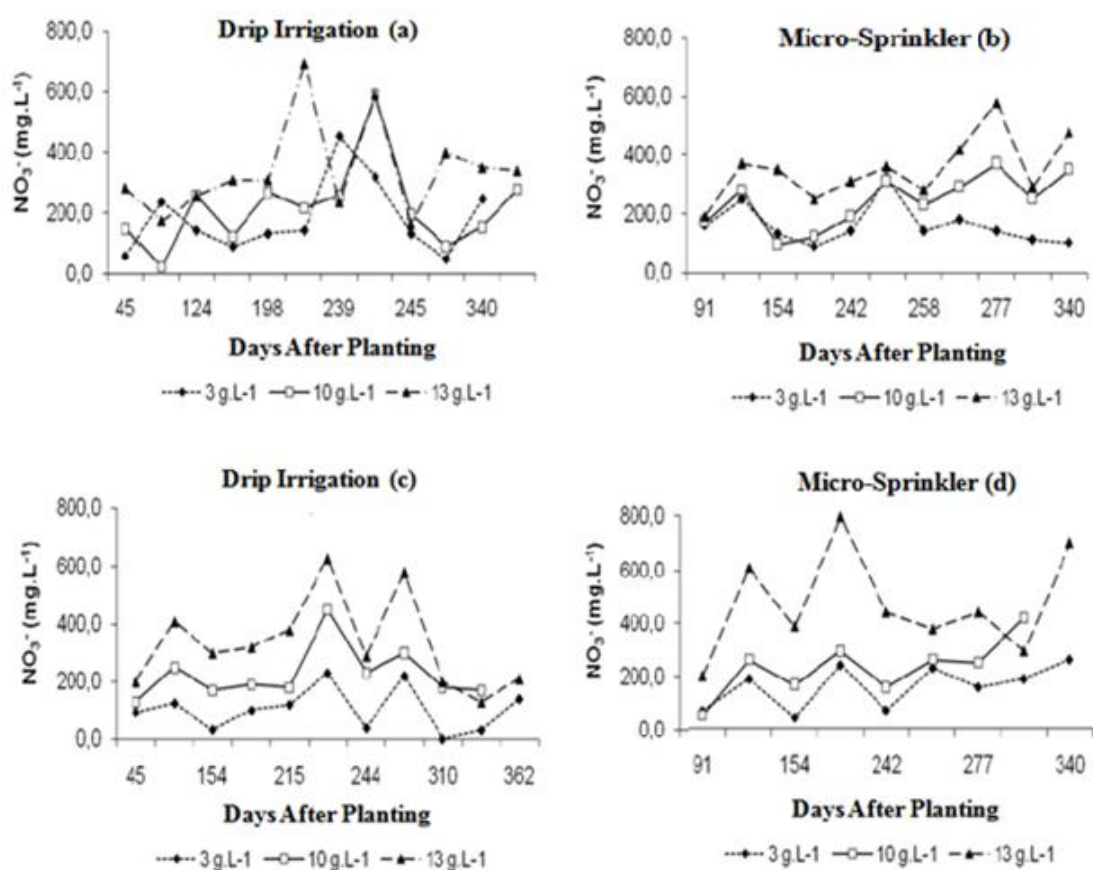 Drip Irrigation (a)
NO₃⁻ (mg.L⁻¹)
800,0
600,0
400,0
200,0
0,0
45 124 198 239 245 340
Days After Planting
3 g.L-1 10 g.L-1 13 g.L-1
Micro-Sprinkler (b)
NO₃⁻ (mg.L⁻¹)
800,0
600,0
400,0
200,0
0,0
91 154 242 258 277 340
Days After Planting
3 g.L-1 10 g.L-1 13 g.L-1
Drip Irrigation (c)
NO₃⁻ (mg.L⁻¹)
800,0
600,0
400,0
200,0
0,0
45 154 215 244 310 362
Days After Planting
3 g.L-1 10 g.L-1 13 g.L-1
Micro-Sprinkler (d)
NO₃⁻ (mg.L⁻¹)
800,0
600,0
400,0
200,0
0,0
91 154 242 277 340
Days After Planting
3 g.L-1 10 g.L-1 13 g.L-1